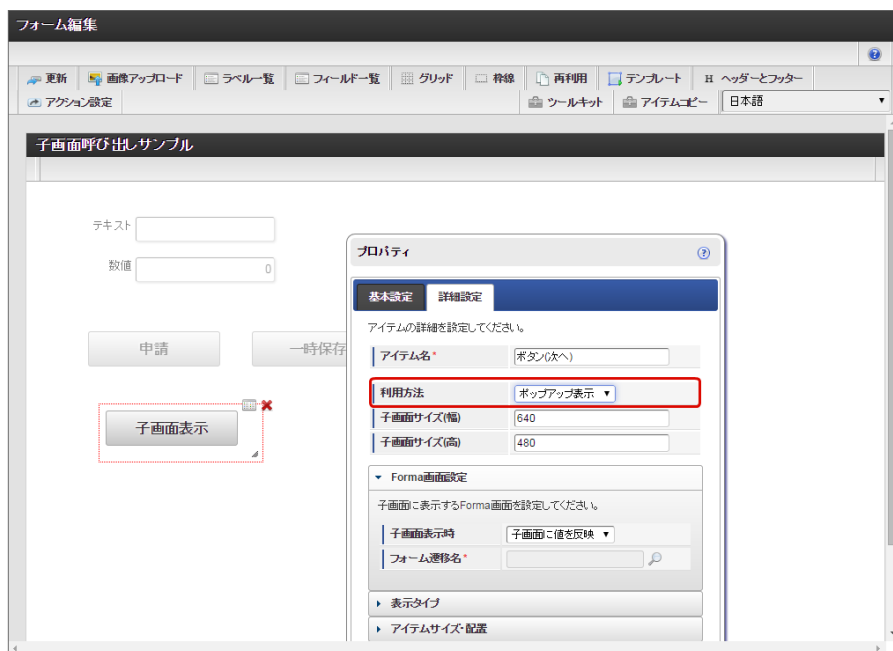 フォーム編集
更新 画像アップロード ラベル一覧 フィールド一覧 グリッド 枠線 再利用 テンプレート H ヘッダーとフッター
アクション設定 ツールキット アイテムコピー 日本語
子画面呼び出しサンプル
テキスト
数値 0
申請 一時保存
子画面表示
プロパティ
基本設定 詳細設定
アイテムの詳細を設定してください。
アイテム名* ボタン(次へ)
利用方法 ポップアップ表示
子画面サイズ(幅) 640
子画面サイズ(高) 480
Forma画面設定
子画面に表示するForma画面を設定してください。
子画面表示時 子画面に値を反映
フォーム遷移名*
表示タイプ
アイテムサイズ・配置